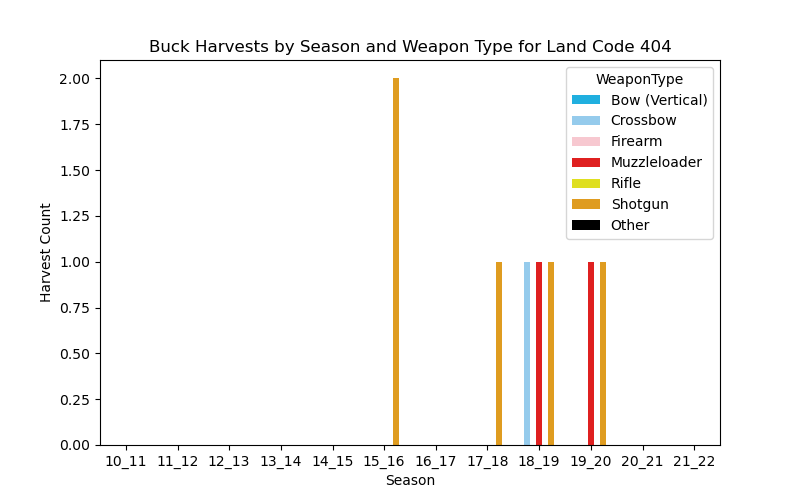 Buck Harvests by Season and Weapon Type for Land Code 404
WeaponType
Bow (Vertical)
Crossbow
Firearm
Muzzleloader
Rifle
Shotgun
Other
Harvest Count
2.00
1.75
1.50
1.25
1.00
0.75
0.50
0.25
0.00
10_11 11_12 12_13 13_14 14_15 15_16 16_17 17_18 18_19 19_20 20_21 21_22
Season